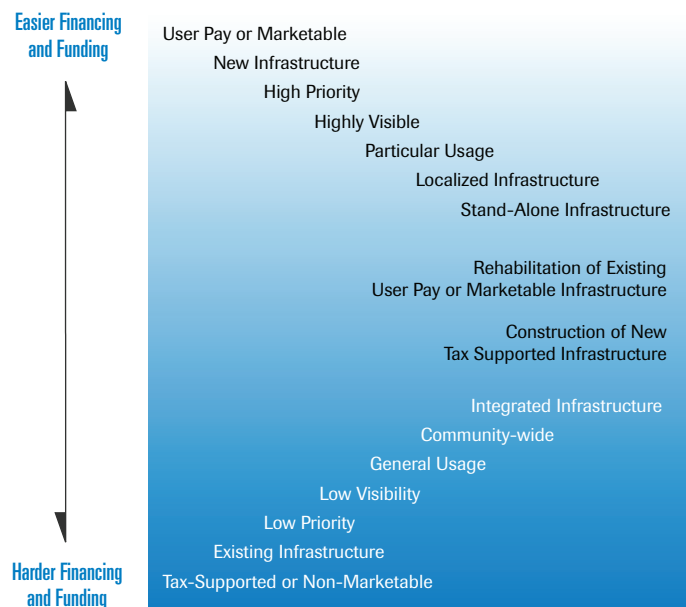 Easier Financing
and Funding
User Pay or Marketable
New Infrastructure
High Priority
Highly Visible
Particular Usage
Localized Infrastructure
Stand-Alone Infrastructure
Rehabilitation of Existing
User Pay or Marketable Infrastructure
Construction of New
Tax Supported Infrastructure
Integrated Infrastructure
Community-wide
General Usage
Low Visibility
Low Priority
Existing Infrastructure
Tax-Supported or Non-Marketable
Harder Financing
and Funding